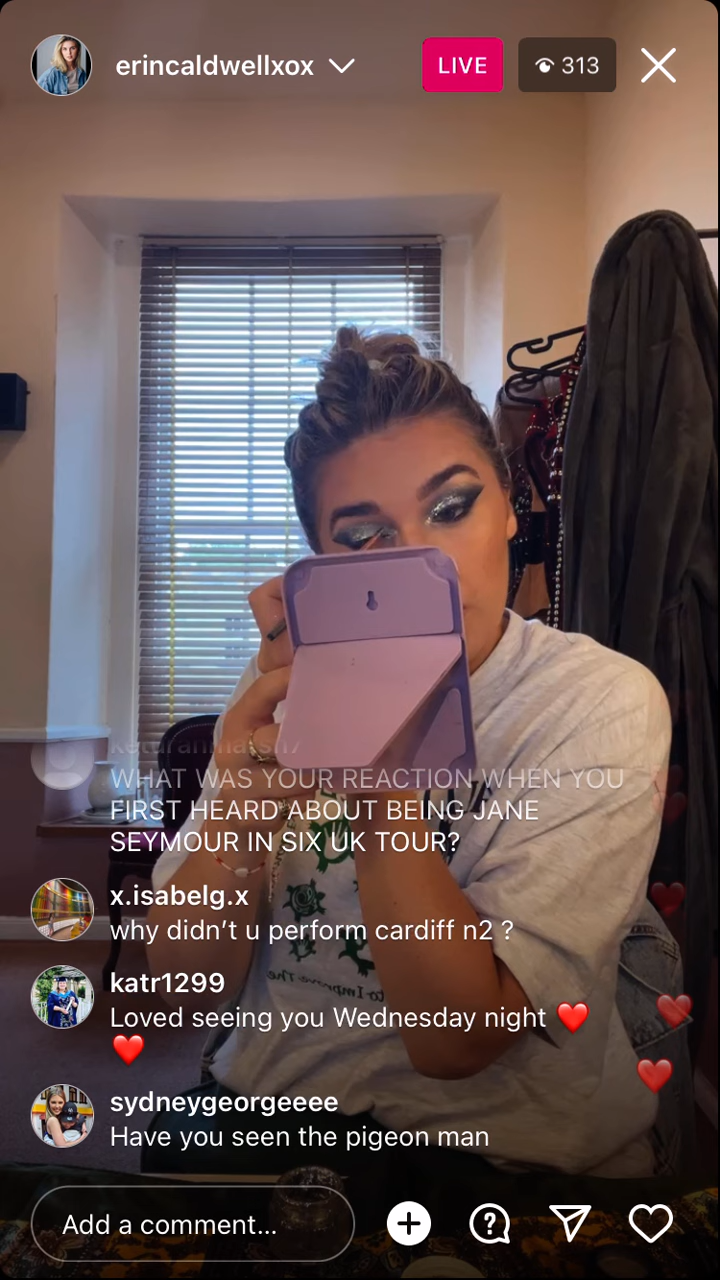 erincaldwellxox
LIVE
313
WHAT WAS YOUR REACTION WHEN YOU
FIRST HEARD ABOUT BEING JANE
SEYMOUR IN SIX UK TOUR?
x.isabelg.x
why didn’t u perform cardiff n2 ?
katr1299
Loved seeing you Wednesday night ❤️
❤️
sydneygeorgeeee
Have you seen the pigeon man
Add a comment...